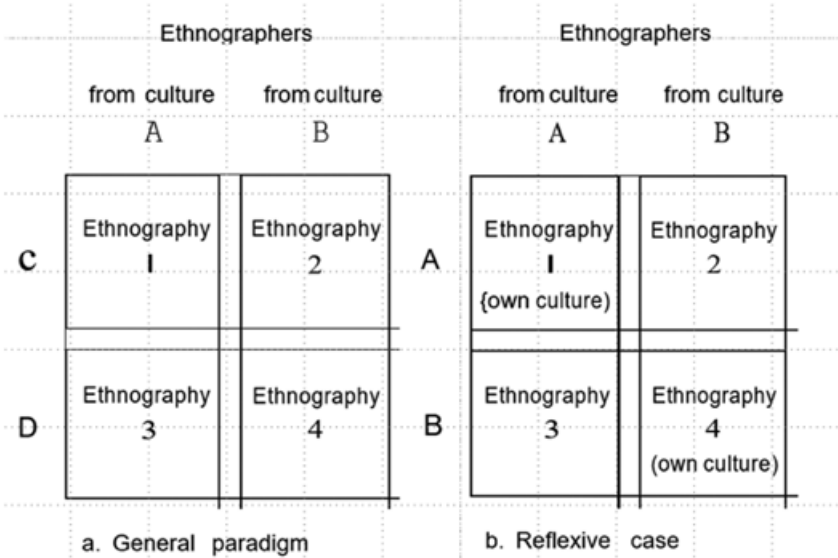 Ethnographers
from culture from culture
A B
C
Ethnography Ethnography
1 2
D
Ethnography Ethnography
3 4
a. General paradigm
Ethnographers
from culture from culture
A B
A
Ethnography Ethnography
1 2
{own culture)
B
Ethnography Ethnography
3 4
(own culture)
b. Reflexive case